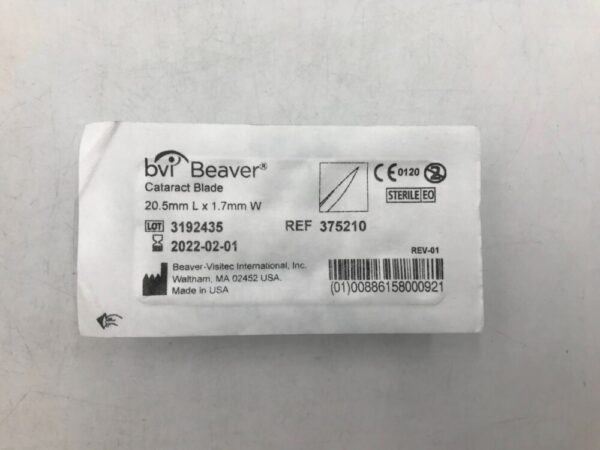 bvi Beaver®
Cataract Blade
20.5mm L x 1.7mm W
CE 0120
2
STERILE EO
LOT 3192435
REF 375210
2022-02-01
REV-01
Beaver-Visitec International, Inc.
Waltham, MA 02452 USA.
Made in USA
(01)00886158000921